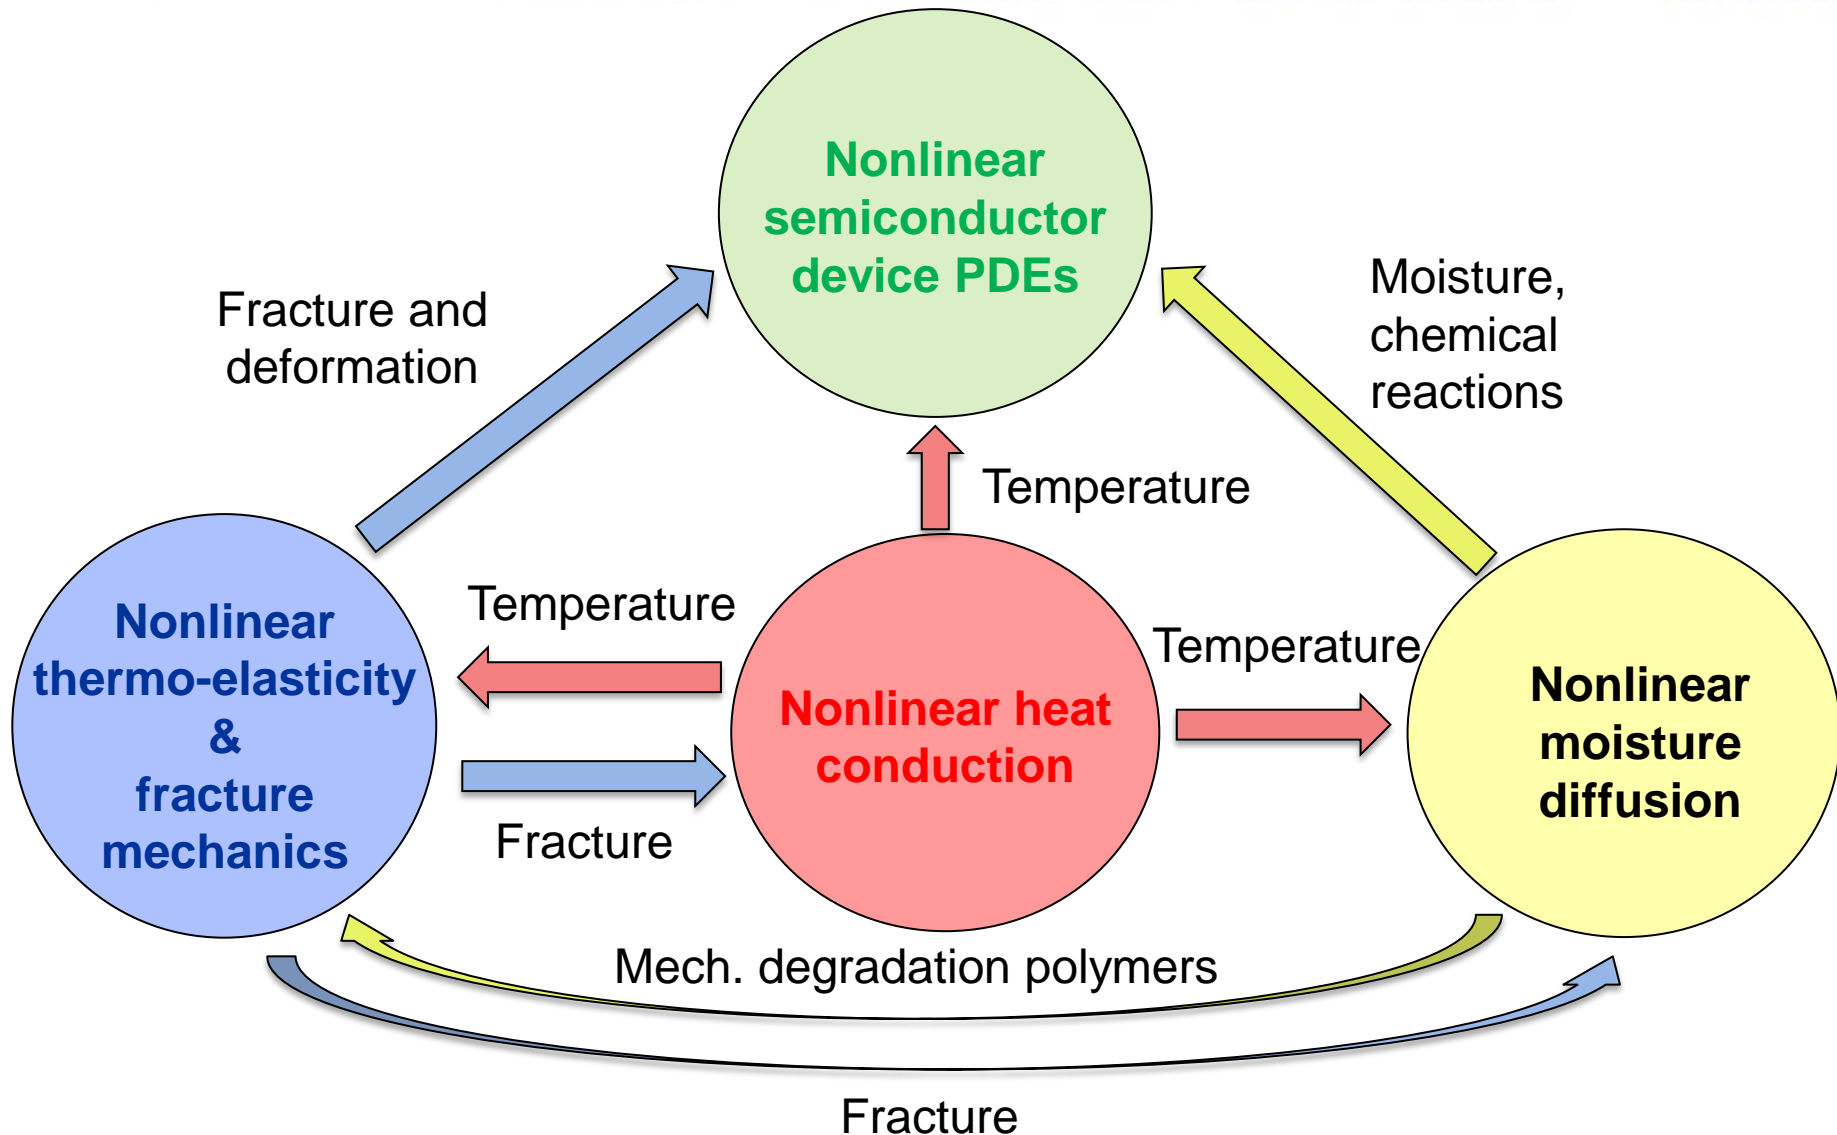 Nonlinear
semiconductor
device PDEs
Fracture and
deformation
Moisture,
chemical
reactions
Temperature
Temperature
Temperature
Nonlinear
thermo-elasticity
&
fracture
mechanics
Nonlinear heat
conduction
Nonlinear
moisture
diffusion
Fracture
Mech. degradation polymers
Fracture